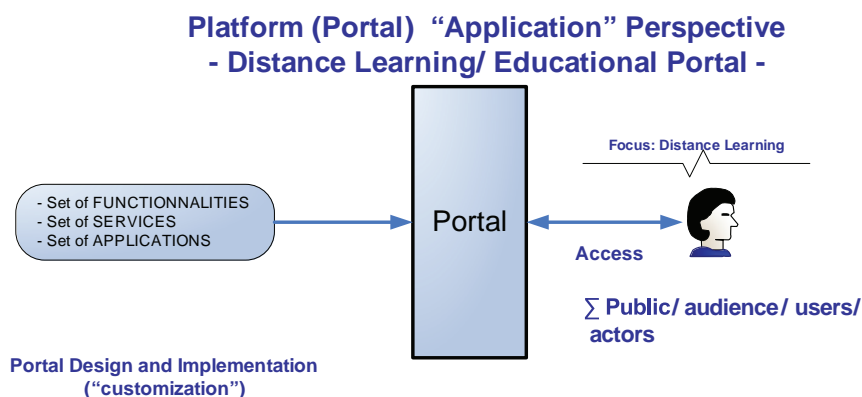 Platform (Portal) “Application” Perspective
- Distance Learning/ Educational Portal -
Focus: Distance Learning
- Set of FUNCTIONNALITIES
- Set of SERVICES
- Set of APPLICATIONS
Portal
Access
∑ Public/ audience/ users/
actors
Portal Design and Implementation
(“customization”)